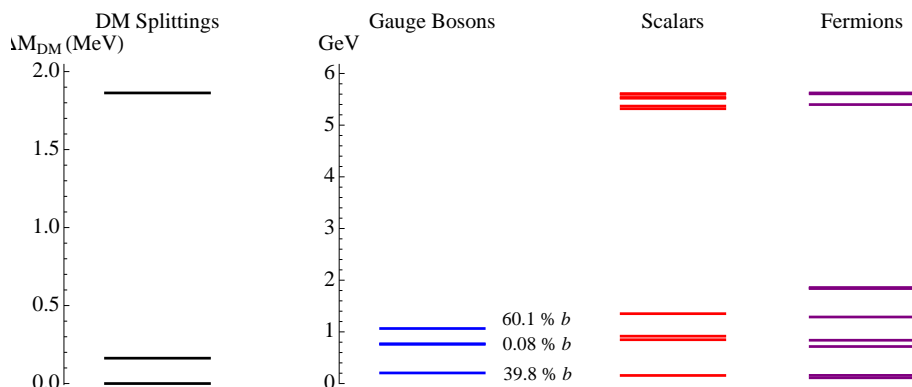 DM Splittings Gauge Bosons Scalars Fermions
ΔM_DM (MeV) GeV
2.0
1.5
1.0
0.5
0.0
6
5
4
3
2
1
0
60.1 % b
0.08 % b
39.8 % b